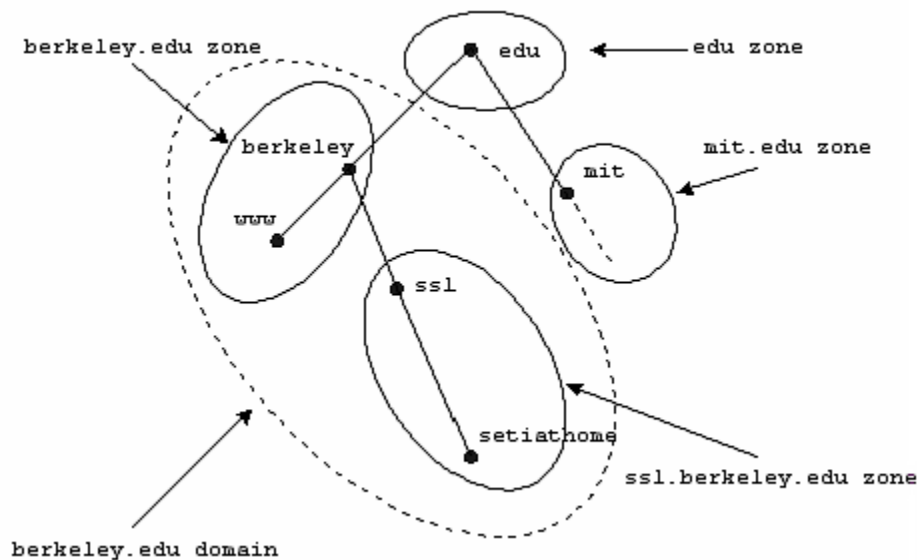 berkeley.edu zone
edu
edu zone
berkeley
mit
mit.edu zone
www
ssl
setiathome
ssl.berkeley.edu zone
berkeley.edu domain